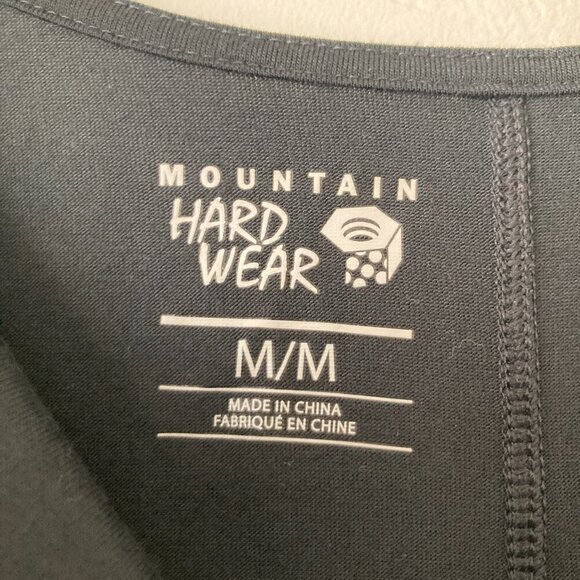 MOUNTAIN
HARD
WEAR
M/M
MADE IN CHINA
FABRIQUÉ EN CHINE